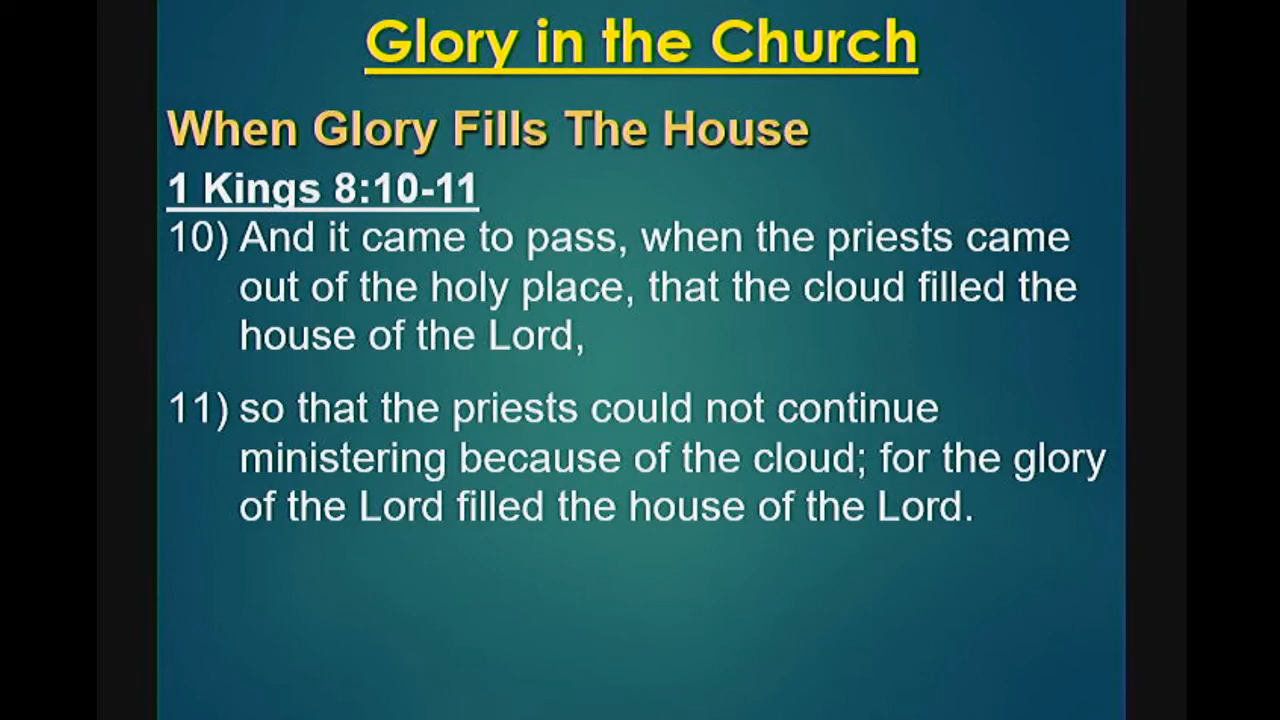 Glory in the Church
When Glory Fills The House
1 Kings 8:10-11
10) And it came to pass, when the priests came
out of the holy place, that the cloud filled the
house of the Lord,
11) so that the priests could not continue
ministering because of the cloud; for the glory
of the Lord filled the house of the Lord.